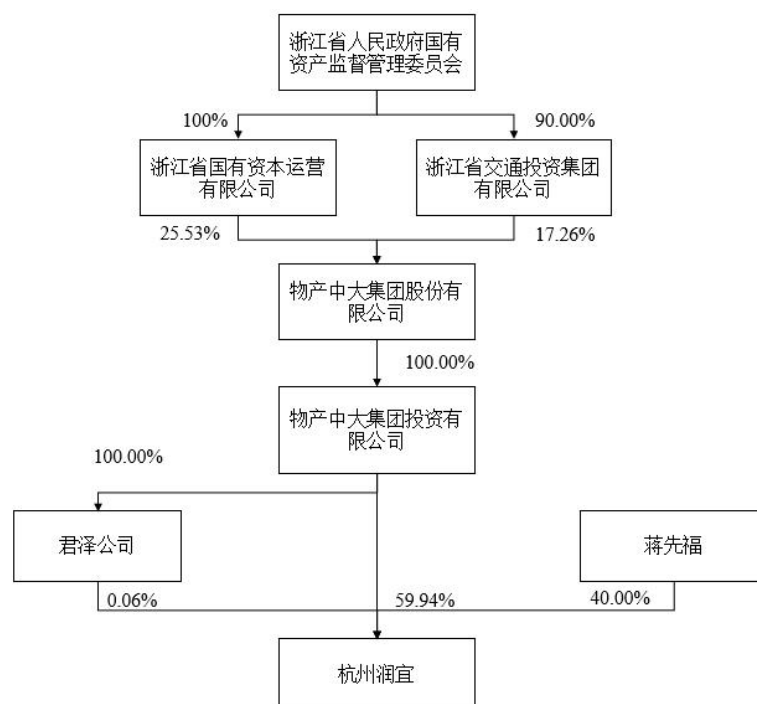 浙江省人民政府国有
资产监督管理委员会
100%
90.00%
浙江省国有资本运营
有限公司
浙江省交通投资集团
有限公司
25.53%
17.26%
物产中大集团股份有
限公司
100.00%
物产中大集团投资有
限公司
100.00%
君泽公司
蒋先福
0.06%
59.94%
40.00%
杭州润宜